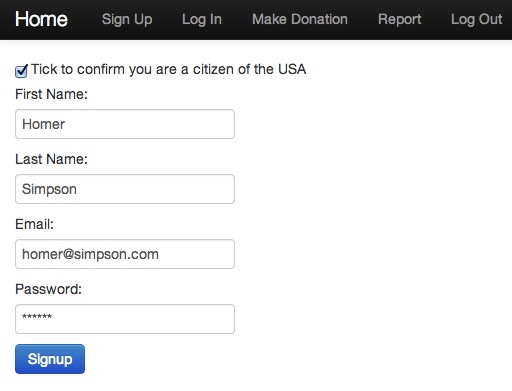 Home Sign Up Log In Make Donation Report Log Out
Tick to confirm you are a citizen of the USA
First Name:
Homer
Last Name:
Simpson
Email:
homer@simpson.com
Password:
******
Signup